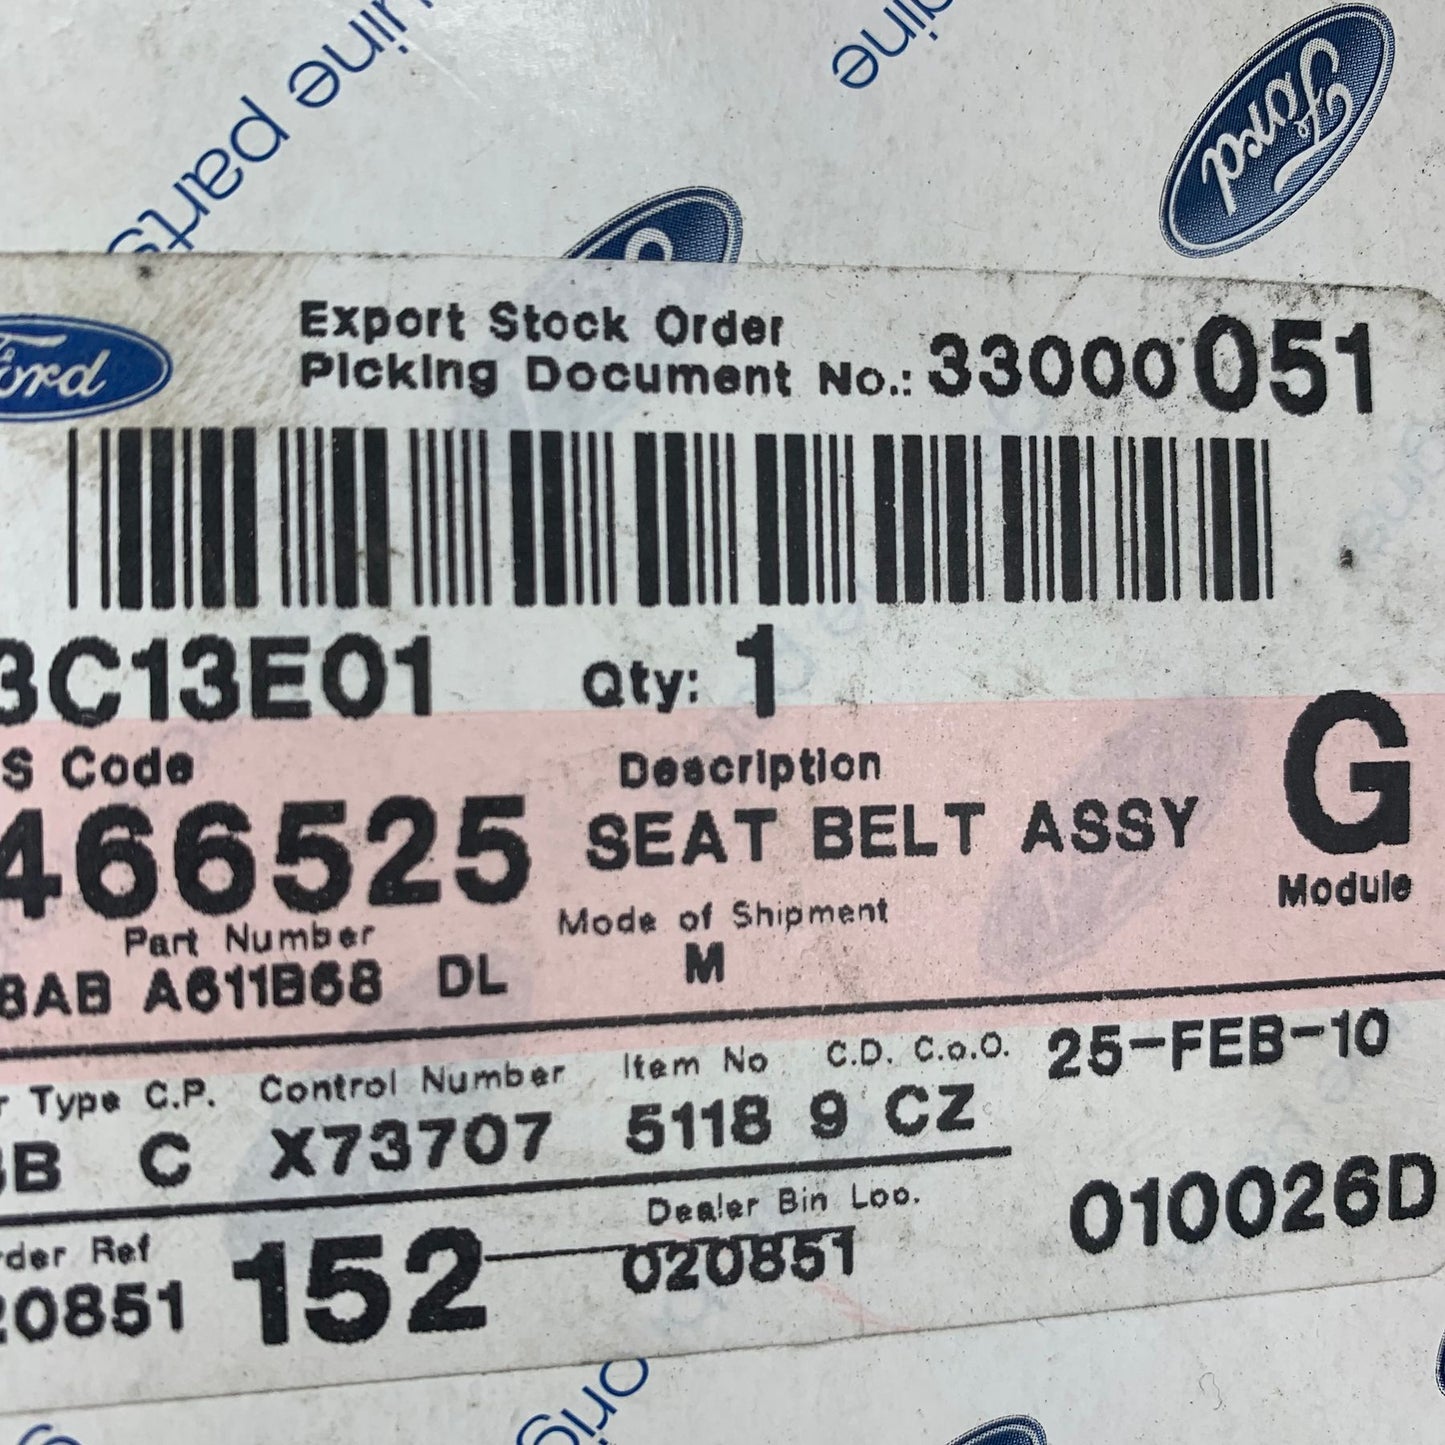 parts
Ford
Ford
Export Stock Order
Picking Document No.: 33000051
3C13E01 Qty: 1
S Code Description G
466525 SEAT BELT ASSY Module
Part Number Mode of Shipment
8AB A611B68 DL M
Type C.P. Control Number Item No C.D. C.o.O. 25-FEB-10
C X73707 5118 9 CZ
Ref 152 Dealer Bin Loc. 010026D
20851 020851